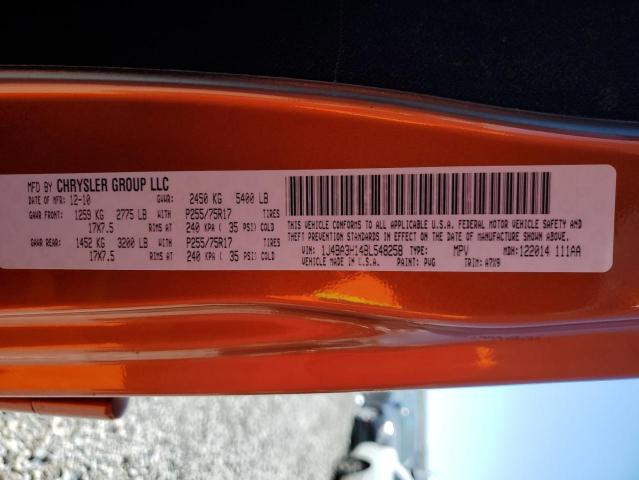 MFD BY CHRYSLER GROUP LLC
DATE OF MFR: 12-10 GVWR: 2450 KG 5400 LB
GAWR FRONT: 1259 KG 2775 LB WITH P255/75R17 TIRES
17X7.5 RIMS AT 240 KPA ( 35 PSI) COLD
GAWR REAR: 1452 KG 3200 LB WITH P255/75R17 TIRES
17X7.5 RIMS AT 240 KPA ( 35 PSI) COLD
THIS VEHICLE CONFORMS TO ALL APPLICABLE U.S.A. FEDERAL MOTOR VEHICLE SAFETY AND
THEFT PREVENTION STANDARDS IN EFFECT ON THE DATE OF MANUFACTURE SHOWN ABOVE.
VIN: 1J4BA3H14BL548258 TYPE: MPV MDH: 122014 111AA
VEHICLE MADE IN U.S.A. PAINT: PWG TRIM: A7X9